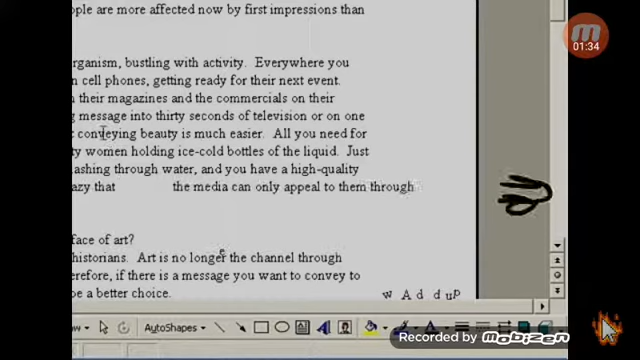 ople are more affected now by first impressions than
01:34
organism, bustling with activity. Everywhere you
n cell phones, getting ready for their next event.
n their magazines and the commercials on their
g message into thirty seconds of television or on one
conveying beauty is much easier. All you need for
ty women holding ice-cold bottles of the liquid. Just
lashing through water, and you have a high-quality
azy that the media can only appeal to them through
face of art?
historians. Art is no longer the channel through
erefore, if there is a message you want to convey to
be a better choice.
w A d d uP
aw
AutoShapes
Recorded by
mobizen